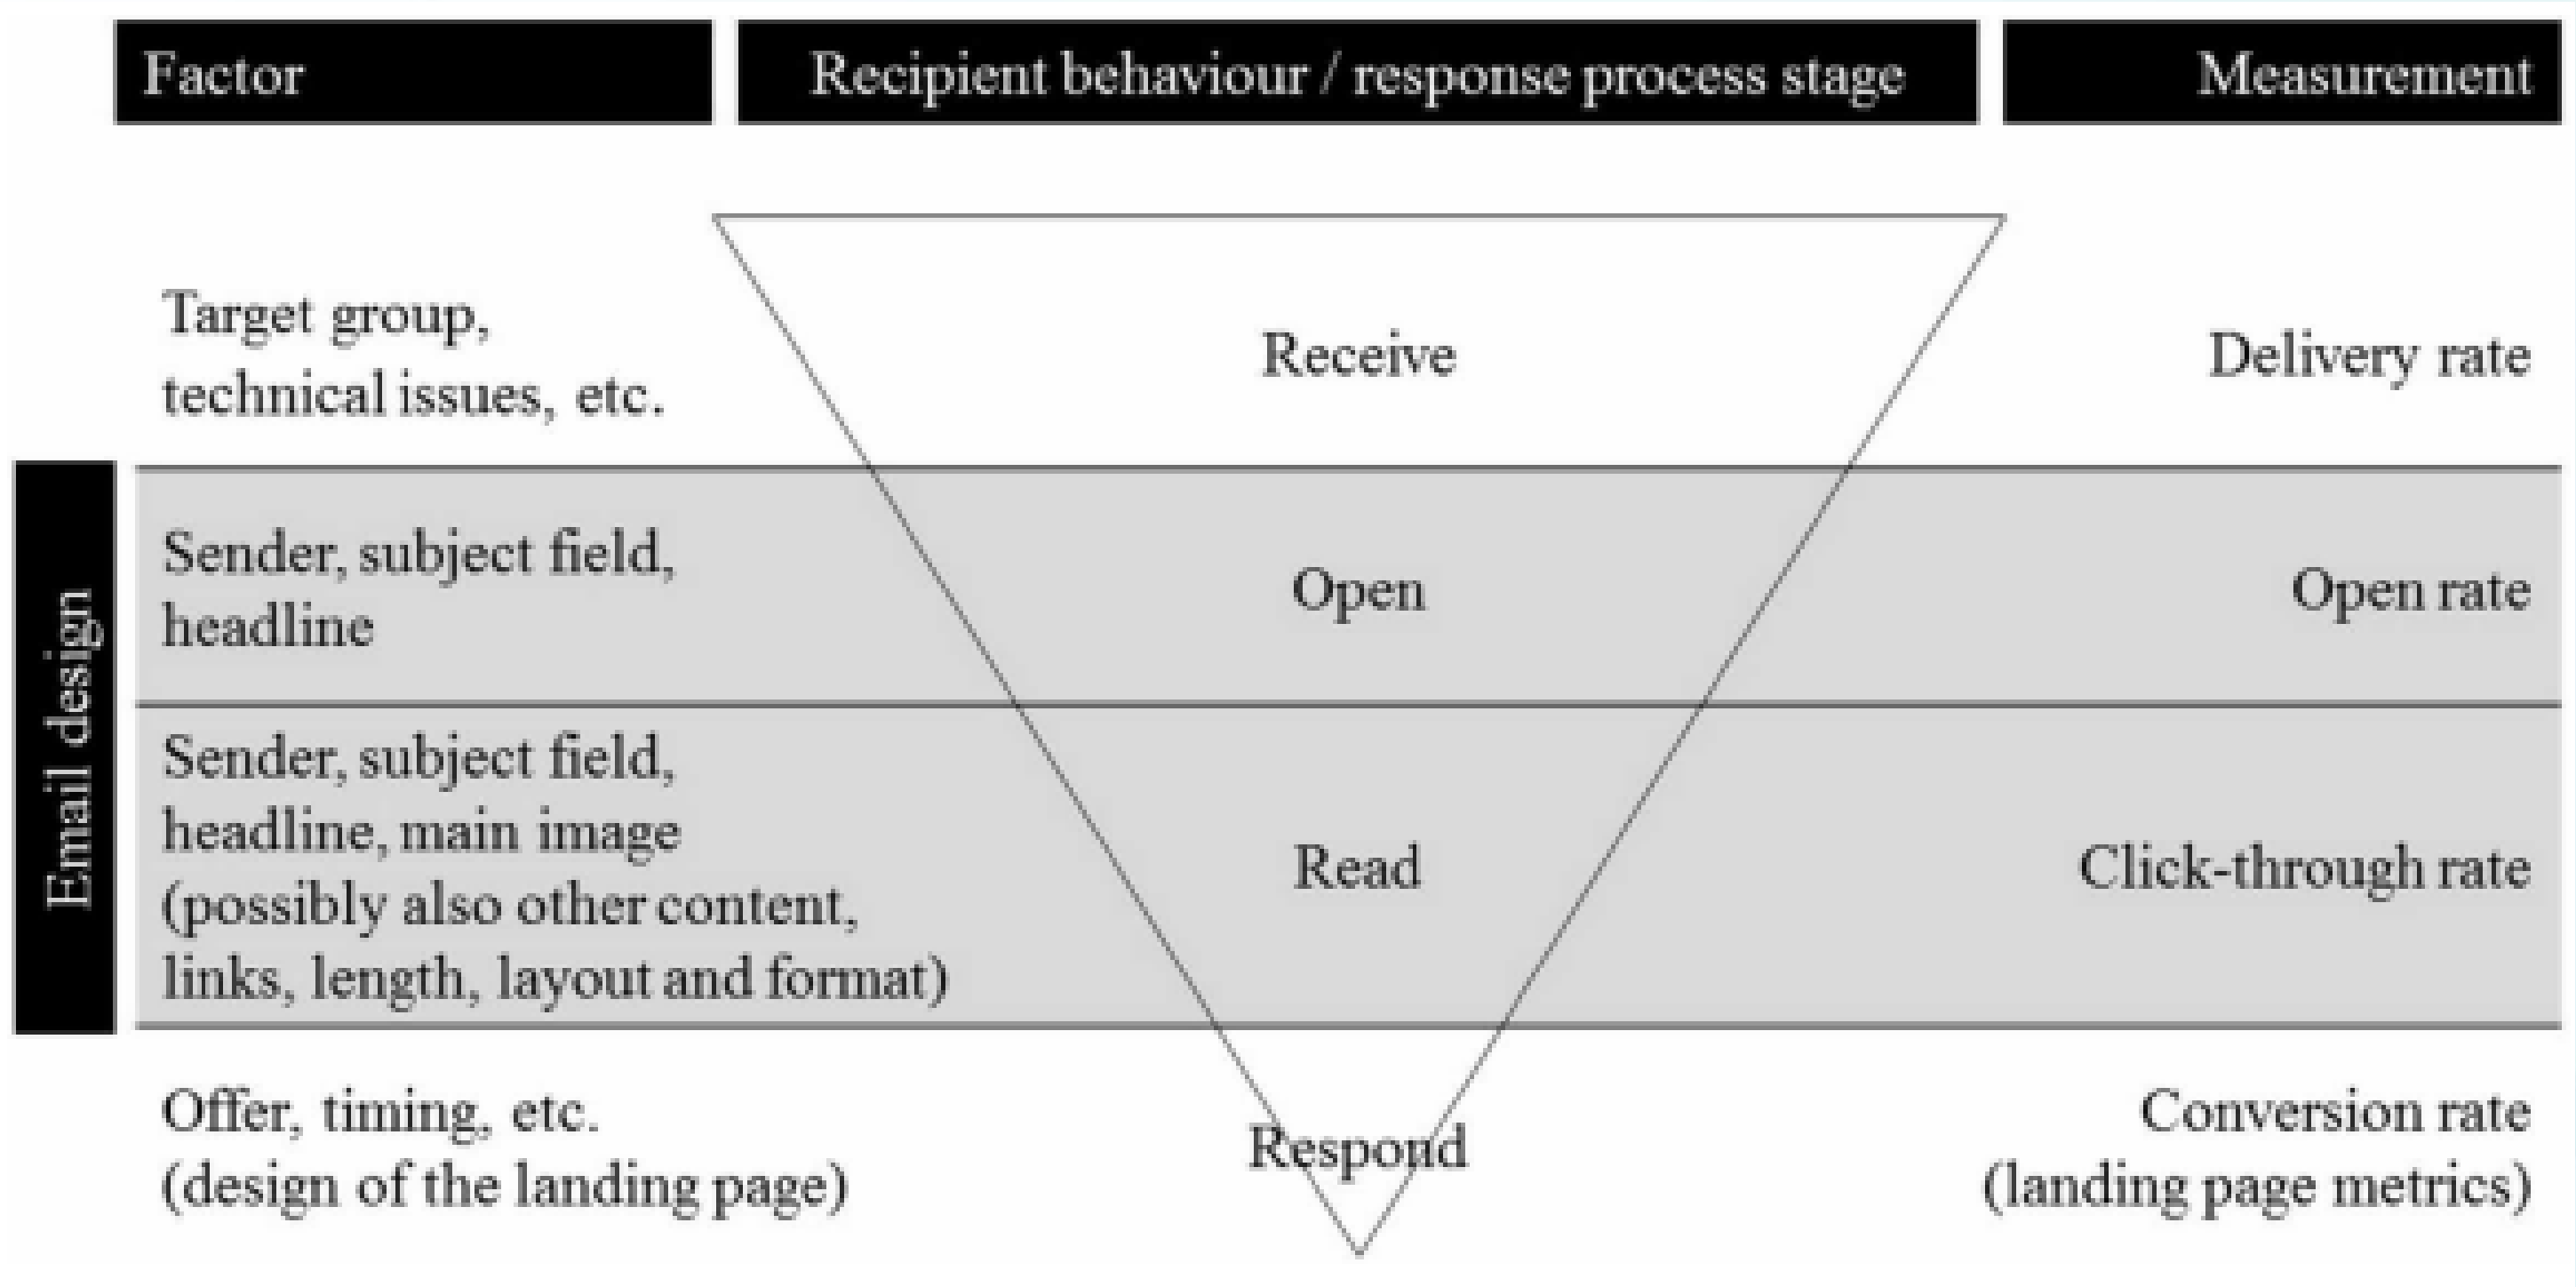 Factor
Recipient behaviour / response process stage
Measurement
Target group,
technical issues, etc.
Receive
Delivery rate
Email design
Sender, subject field,
headline
Open
Open rate
Sender, subject field,
headline, main image
(possibly also other content,
links, length, layout and format)
Read
Click-through rate
Offer, timing, etc.
(design of the landing page)
Respond
Conversion rate
(landing page metrics)